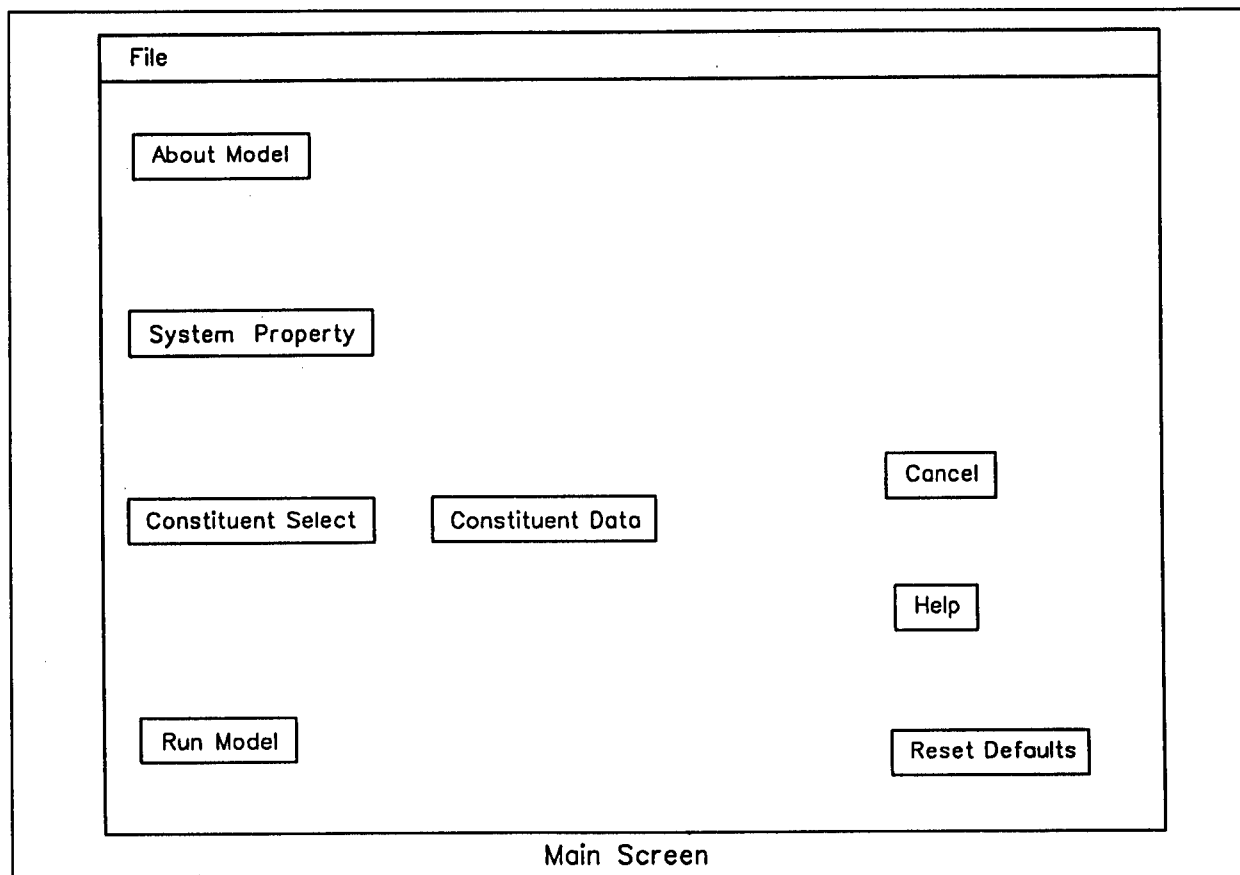 File
About Model
System Property
Cancel
Constituent Select
Constituent Data
Help
Run Model
Reset Defaults
Main Screen